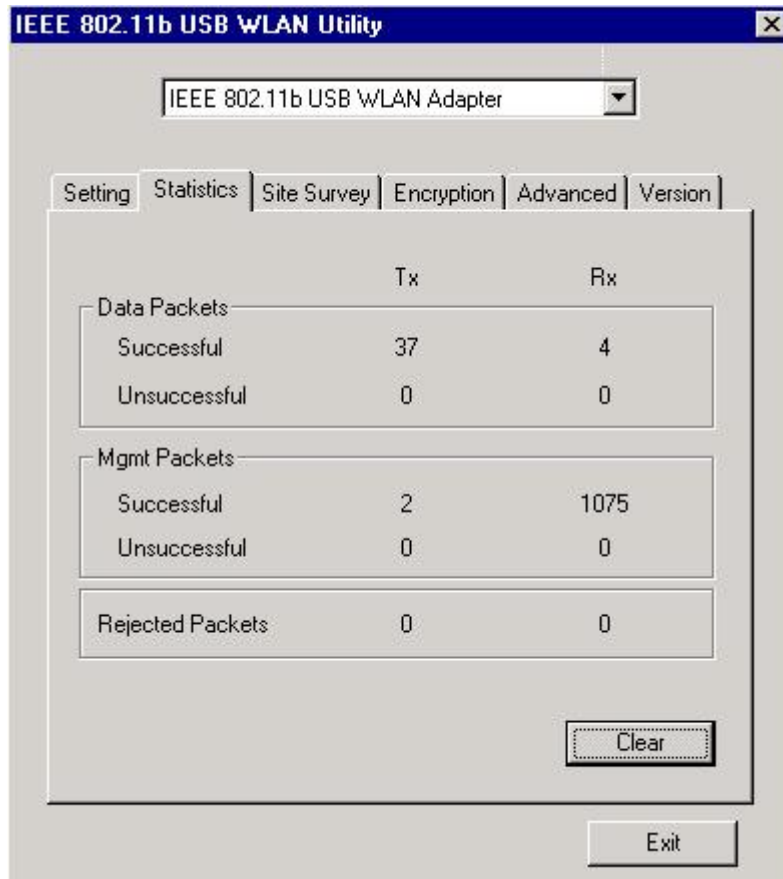 IEEE 802.11b USB WLAN Utility
IEEE 802.11b USB WLAN Adapter
Setting Statistics Site Survey Encryption Advanced Version
Tx Rx
Data Packets
Successful 37 4
Unsuccessful 0 0
Mgmt Packets
Successful 2 1075
Unsuccessful 0 0
Rejected Packets 0 0
Clear
Exit